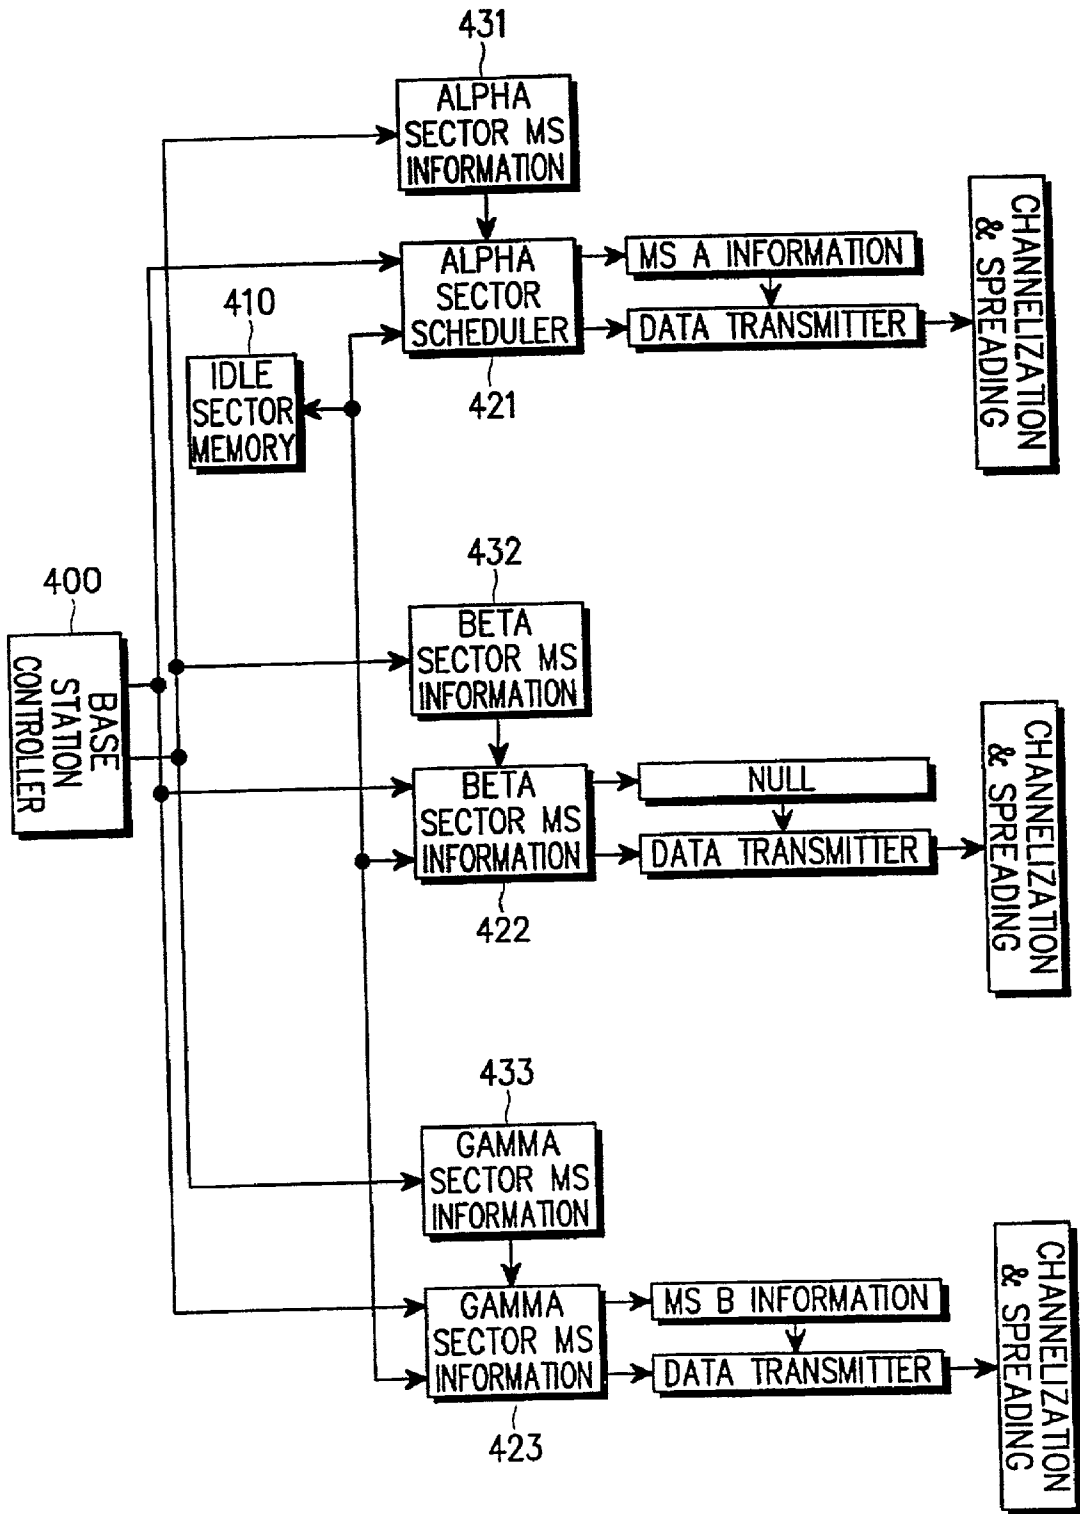 431
ALPHA
SECTOR MS
INFORMATION
ALPHA
SECTOR
SCHEDULER
421
MS A INFORMATION
DATA TRANSMITTER
CHANNELIZATION
& SPREADING
410
IDLE
SECTOR
MEMORY
400
BASE
STATION
CONTROLLER
432
BETA
SECTOR MS
INFORMATION
BETA
SECTOR MS
INFORMATION
422
NULL
DATA TRANSMITTER
CHANNELIZATION
& SPREADING
433
GAMMA
SECTOR MS
INFORMATION
GAMMA
SECTOR MS
INFORMATION
423
MS B INFORMATION
DATA TRANSMITTER
CHANNELIZATION
& SPREADING